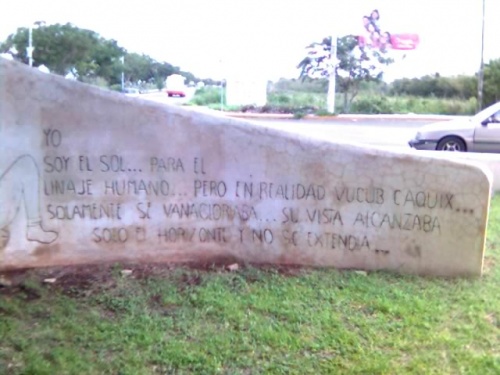 YO
SOY EL SOL... PARA EL
LINAJE HUMANO... PERO EN REALIDAD VUCUB CAQUIX...
SOLAMENTE SE VANAGLORIABA... SU VISTA ALCANZABA
SOLO EL HORIZONTE Y NO SE EXTENDIA...